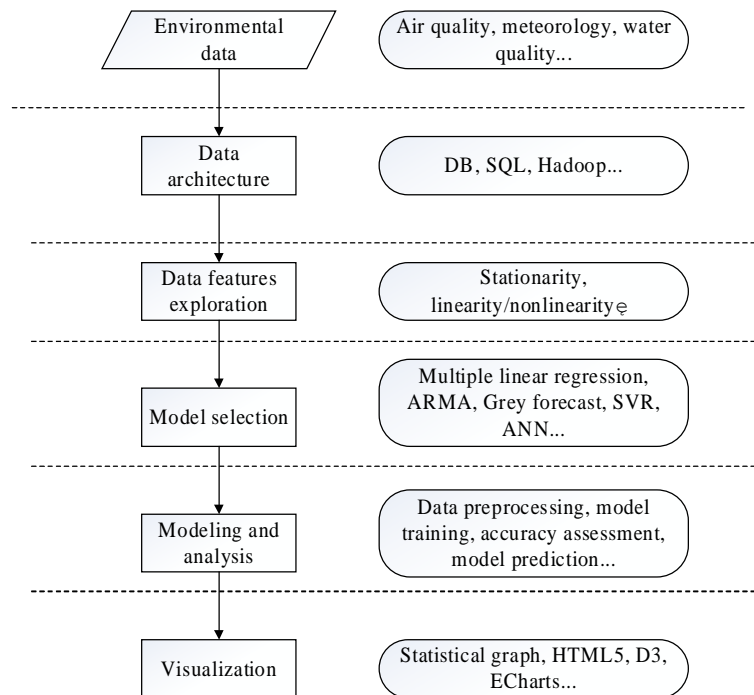 Environmental
data
Air quality, meteorology, water
quality...
Data
architecture
DB, SQL, Hadoop...
Data features
exploration
Stationarity,
linearity/nonlinearity
Model selection
Multiple linear regression,
ARMA, Grey forecast, SVR,
ANN...
Modeling and
analysis
Data preprocessing, model
training, accuracy assessment,
model prediction...
Visualization
Statistical graph, HTML5, D3,
ECharts...